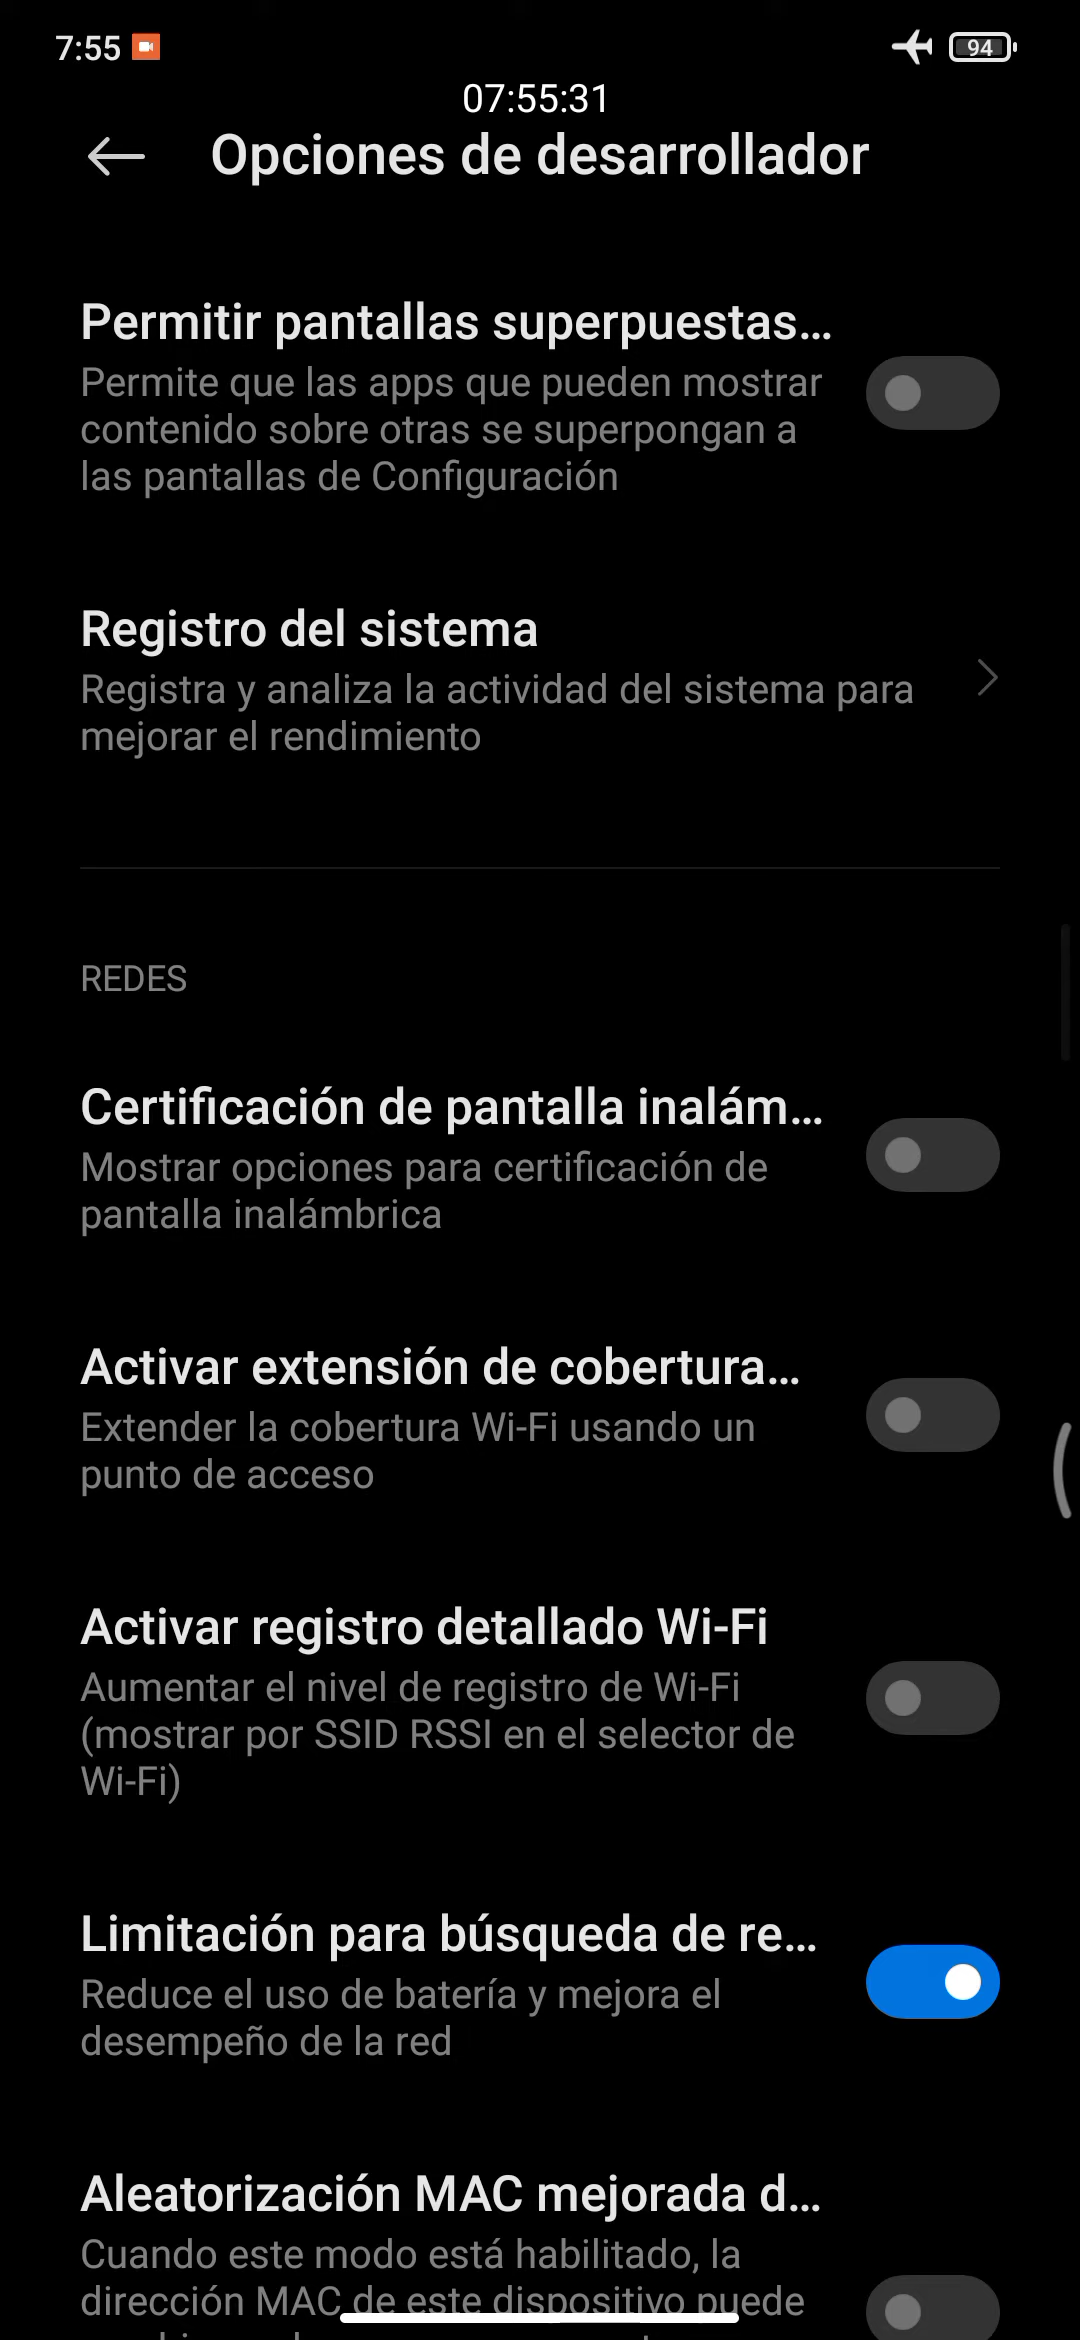 7:55
94
07:55:31
Opciones de desarrollador
Permitir pantallas superpuestas...
Permite que las apps que pueden mostrar
contenido sobre otras se superpongan a
las pantallas de Configuración
Registro del sistema
Registra y analiza la actividad del sistema para
mejorar el rendimiento
REDES
Certificación de pantalla inalám...
Mostrar opciones para certificación de
pantalla inalámbrica
Activar extensión de cobertura...
Extender la cobertura Wi-Fi usando un
punto de acceso
Activar registro detallado Wi-Fi
Aumentar el nivel de registro de Wi-Fi
(mostrar por SSID RSSI en el selector de
Wi-Fi)
Limitación para búsqueda de re...
Reduce el uso de batería y mejora el
desempeño de la red
Aleatorización MAC mejorada d...
Cuando este modo está habilitado, la
dirección MAC de este dispositivo puede